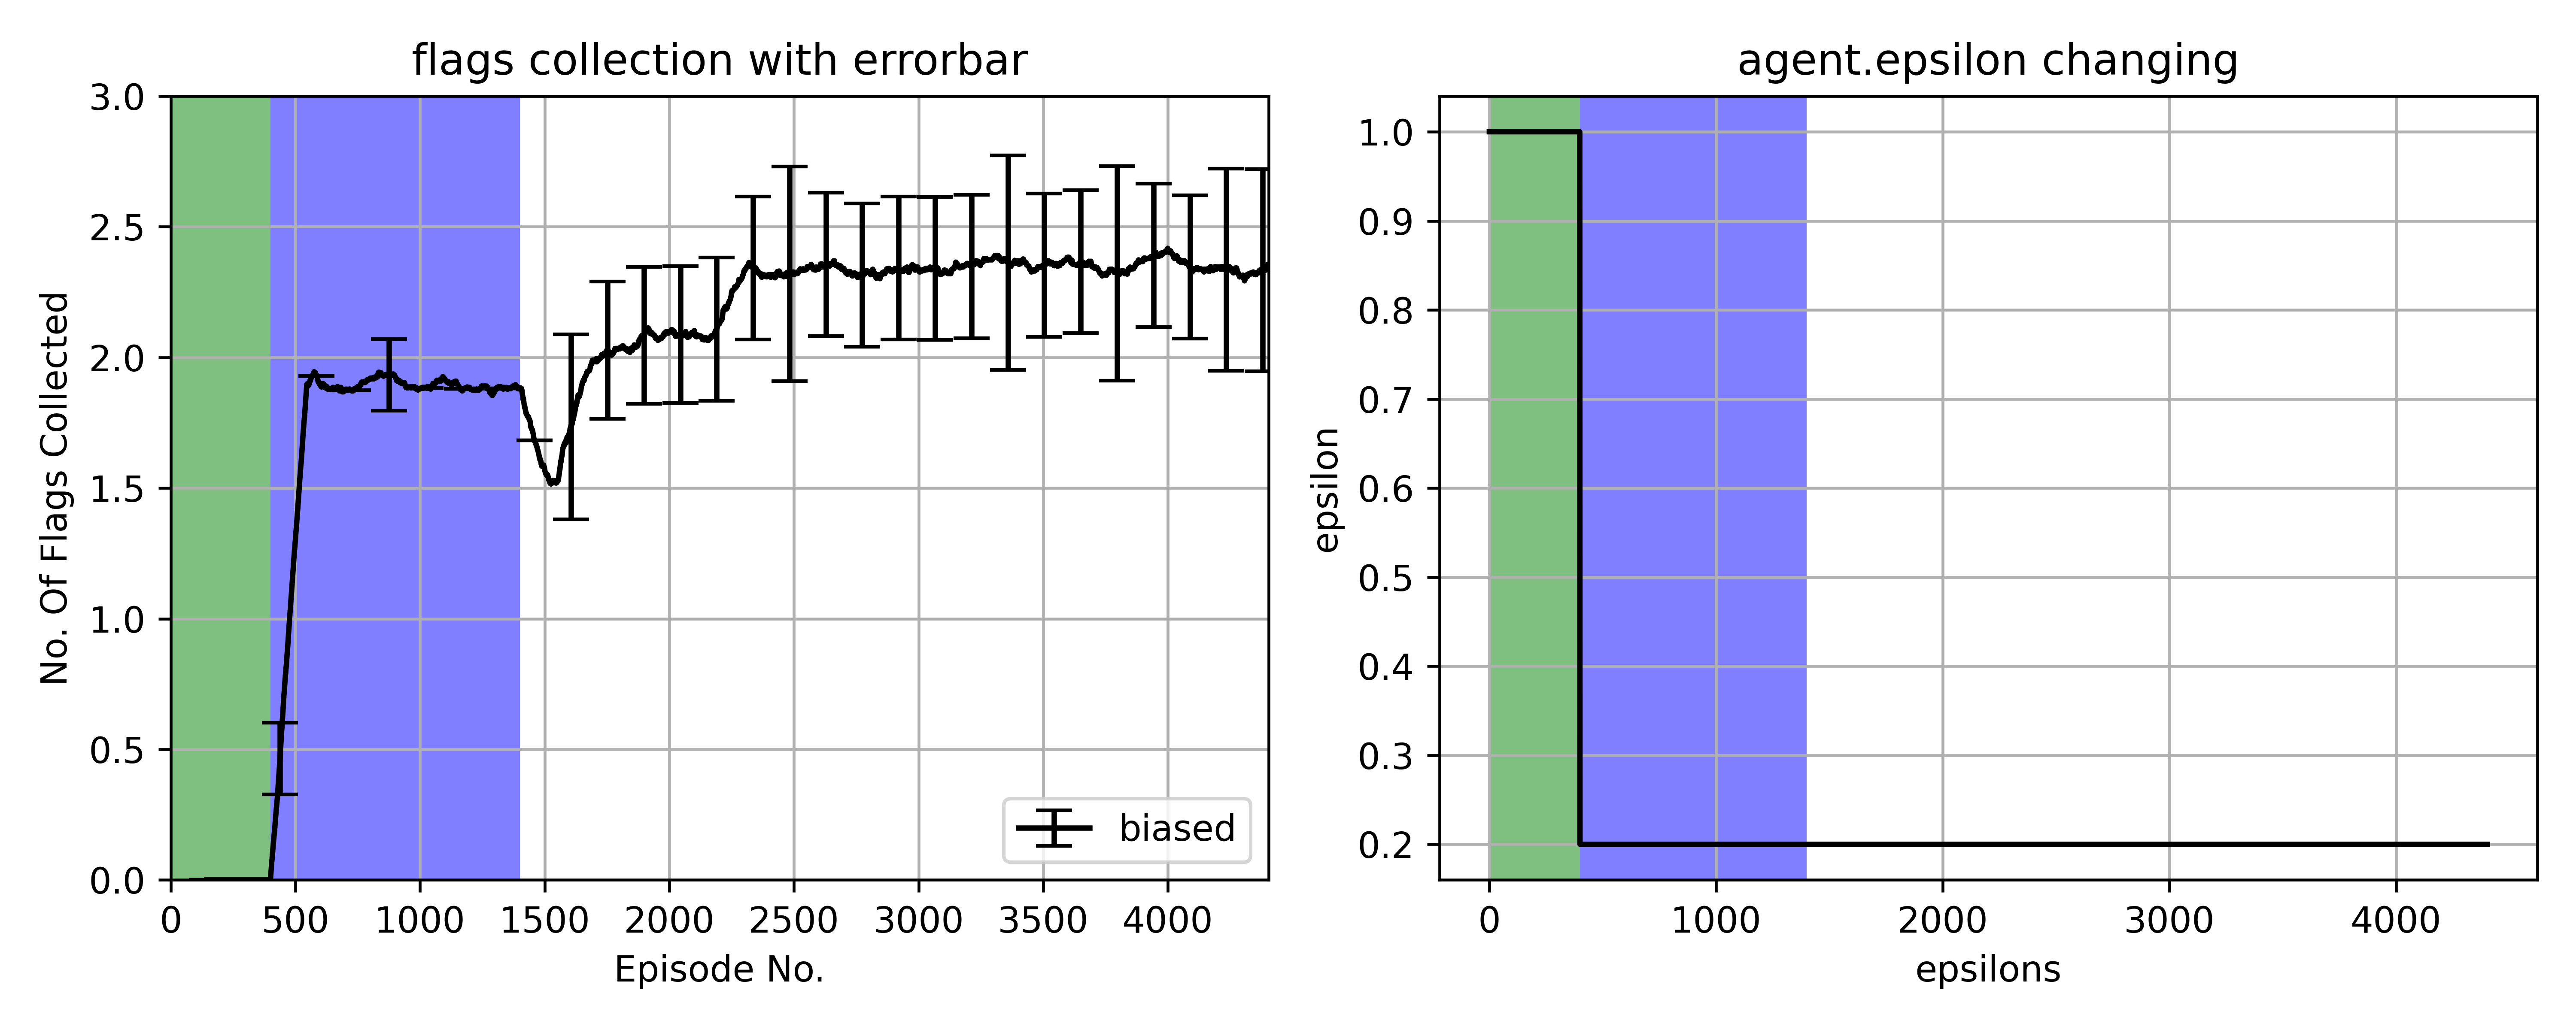 flags collection with errorbar
3.0
2.5
2.0
1.5
1.0
0.5
0.0
No. Of Flags Collected
0 500 1000 1500 2000 2500 3000 3500 4000
Episode No.
biased
agent.epsilon changing
1.0
0.9
0.8
0.7
0.6
0.5
0.4
0.3
0.2
epsilon
0 1000 2000 3000 4000
epsilons